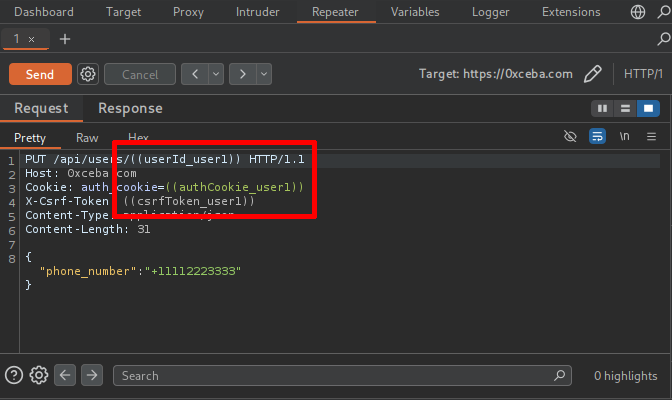 Dashboard Target Proxy Intruder Repeater Variables Logger Extensions
1 × +
Send Cancel < > Target: https://0xceba.com HTTP/1
Request Response
Pretty Raw Hex \n
1 PUT /api/users/((userId_user1)) HTTP/1.1
2 Host: 0xceba.com
3 Cookie: auth_cookie=((authCookie_user1))
4 X-Csrf-Token: ((csrfToken_user1))
5 Content-Type: application/json
6 Content-Length: 31
7
8 {
"phone_number":"+11112223333"
}
? Search 0 highlights